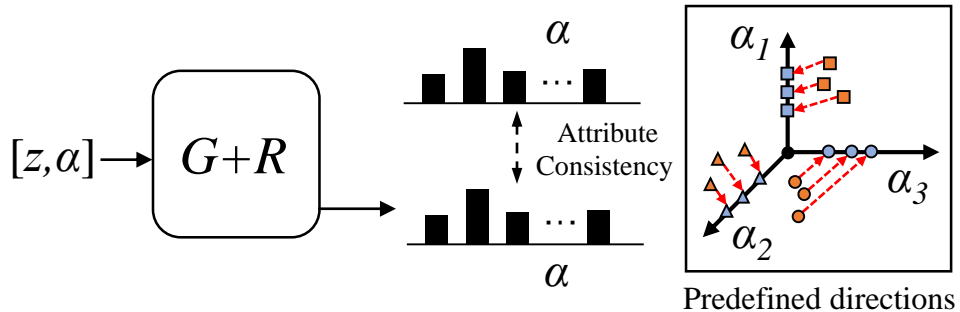 [z,α]
G+R
α
···
Attribute
Consistency
···
α
α1
α2
α3
Predefined directions